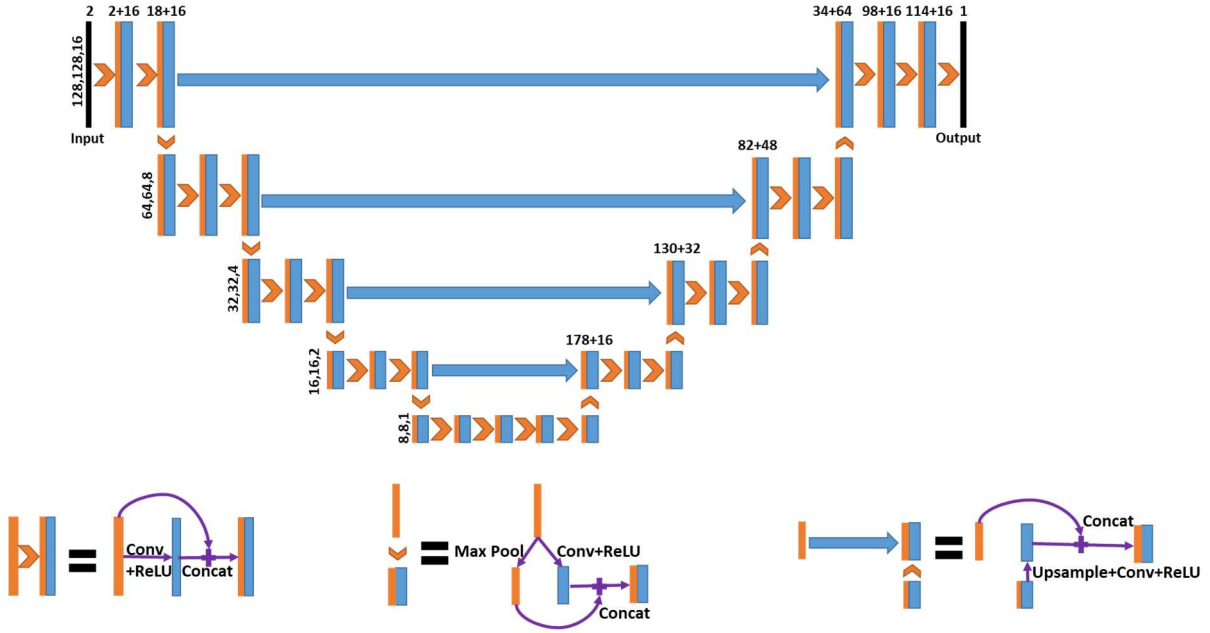 2
2+16
18+16
34+64
98+16
114+16
1
128,128,16
Input
Output
64,64,8
82+48
32,32,4
130+32
16,16,2
178+16
8,8,1
Conv
+ReLU
Concat
Max Pool
Conv+ReLU
Concat
Concat
Upsample+Conv+ReLU